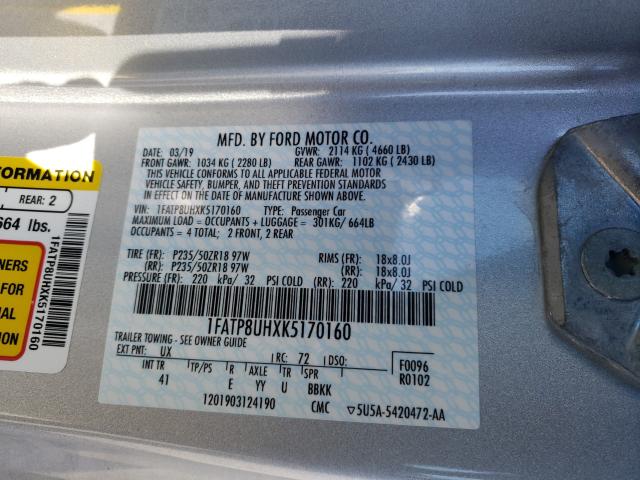 FORMATION
REAR: 2
664 lbs.
1FATP8UHXK5170160
MFD. BY FORD MOTOR CO.
DATE: 03/19 GVWR: 2114 KG ( 4660 LB)
FRONT GAWR: 1034 KG ( 2280 LB) REAR GAWR: 1102 KG ( 2430 LB)
THIS VEHICLE CONFORMS TO ALL APPLICABLE FEDERAL MOTOR
VEHICLE SAFETY, BUMPER, AND THEFT PREVENTION STANDARDS
IN EFFECT ON THE DATE OF MANUFACTURE SHOWN ABOVE.
VIN: 1FATP8UHXK5170160 TYPE: Passenger Car
MAXIMUM LOAD = OCCUPANTS + LUGGAGE = 301KG/ 664LB
OCCUPANTS = 4 TOTAL; 2 FRONT, 2 REAR
TIRE (FR): P235/50ZR18 97W RIMS (FR): 18x8.0J
(RR): P235/50ZR18 97W (RR): 18x8.0J
PRESSURE (FR): 220 kPa/ 32 PSI COLD (RR): 220 kPa/ 32 PSI COLD
1FATP8UHXK5170160
TRAILER TOWING - SEE OWNER GUIDE
EXT PNT: UX RC: 72 DSO: F0096
INT TR TP/PS R AXLE TR SPR R0102
41 E YY U BBKK
1201903124190 CMC 5U5A-5420472-AA